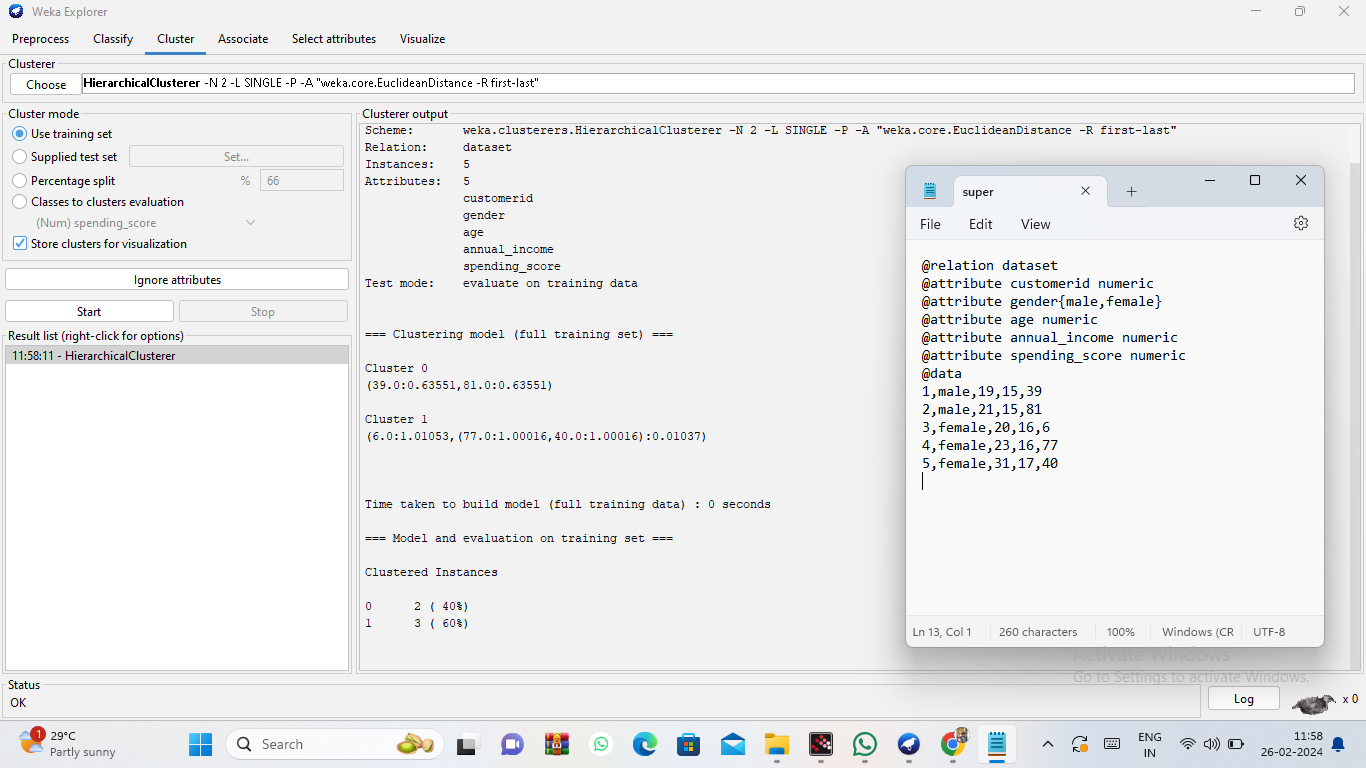 Weka Explorer
Preprocess Classify Cluster Associate Select attributes Visualize
Clusterer
Choose HierarchicalClusterer -N 2 -L SINGLE -P -A "weka.core.EuclideanDistance -R first-last"
Cluster mode
Use training set
Supplied test set Set...
Percentage split % 66
Classes to clusters evaluation
(Num) spending_score
Store clusters for visualization
Ignore attributes
Start Stop
Result list (right-click for options)
11:58:11 - HierarchicalClusterer
Clusterer output
Scheme: weka.clusterers.HierarchicalClusterer -N 2 -L SINGLE -P -A "weka.core.EuclideanDistance -R first-last"
Relation: dataset
Instances: 5
Attributes: 5
customerid
gender
age
annual_income
spending_score
Test mode: evaluate on training data
=== Clustering model (full training set) ===
Cluster 0
(39.0:0.63551,81.0:0.63551)
Cluster 1
(6.0:1.01053,(77.0:1.00016,40.0:1.00016):0.01037)
Time taken to build model (full training data) : 0 seconds
=== Model and evaluation on training set ===
Clustered Instances
0 2 ( 40%)
1 3 ( 60%)
super
File Edit View
@relation dataset
@attribute customerid numeric
@attribute gender{male,female}
@attribute age numeric
@attribute annual_income numeric
@attribute spending_score numeric
@data
1,male,19,15,39
2,male,21,15,81
3,female,20,16,6
4,female,23,16,77
5,female,31,17,40
Ln 13, Col 1 260 characters 100% Windows (CR UTF-8
Activate Windows
Go to Settings to activate Windows.
Status
OK
Log x 0
1
29°C
Partly sunny
Search
ENG
IN
11:58
26-02-2024